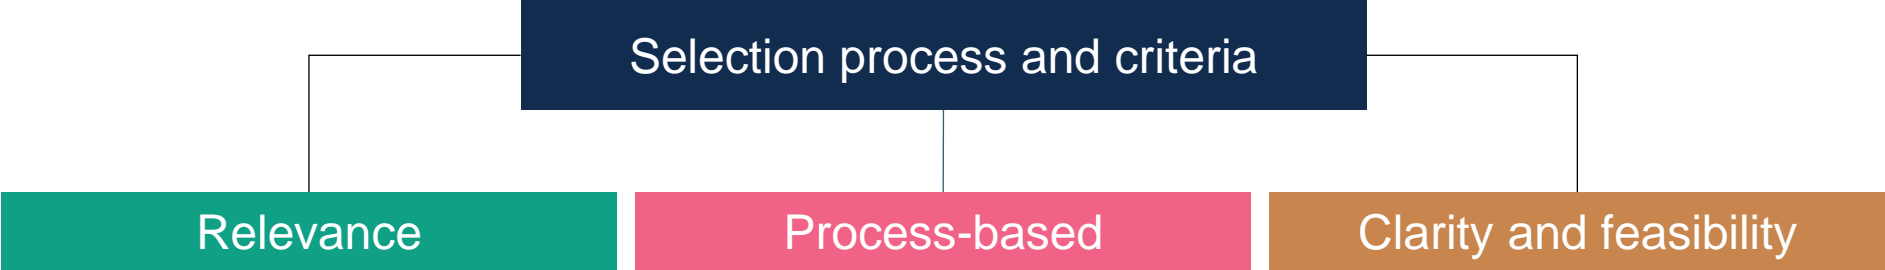 Selection process and criteria
Relevance
Process-based
Clarity and feasibility